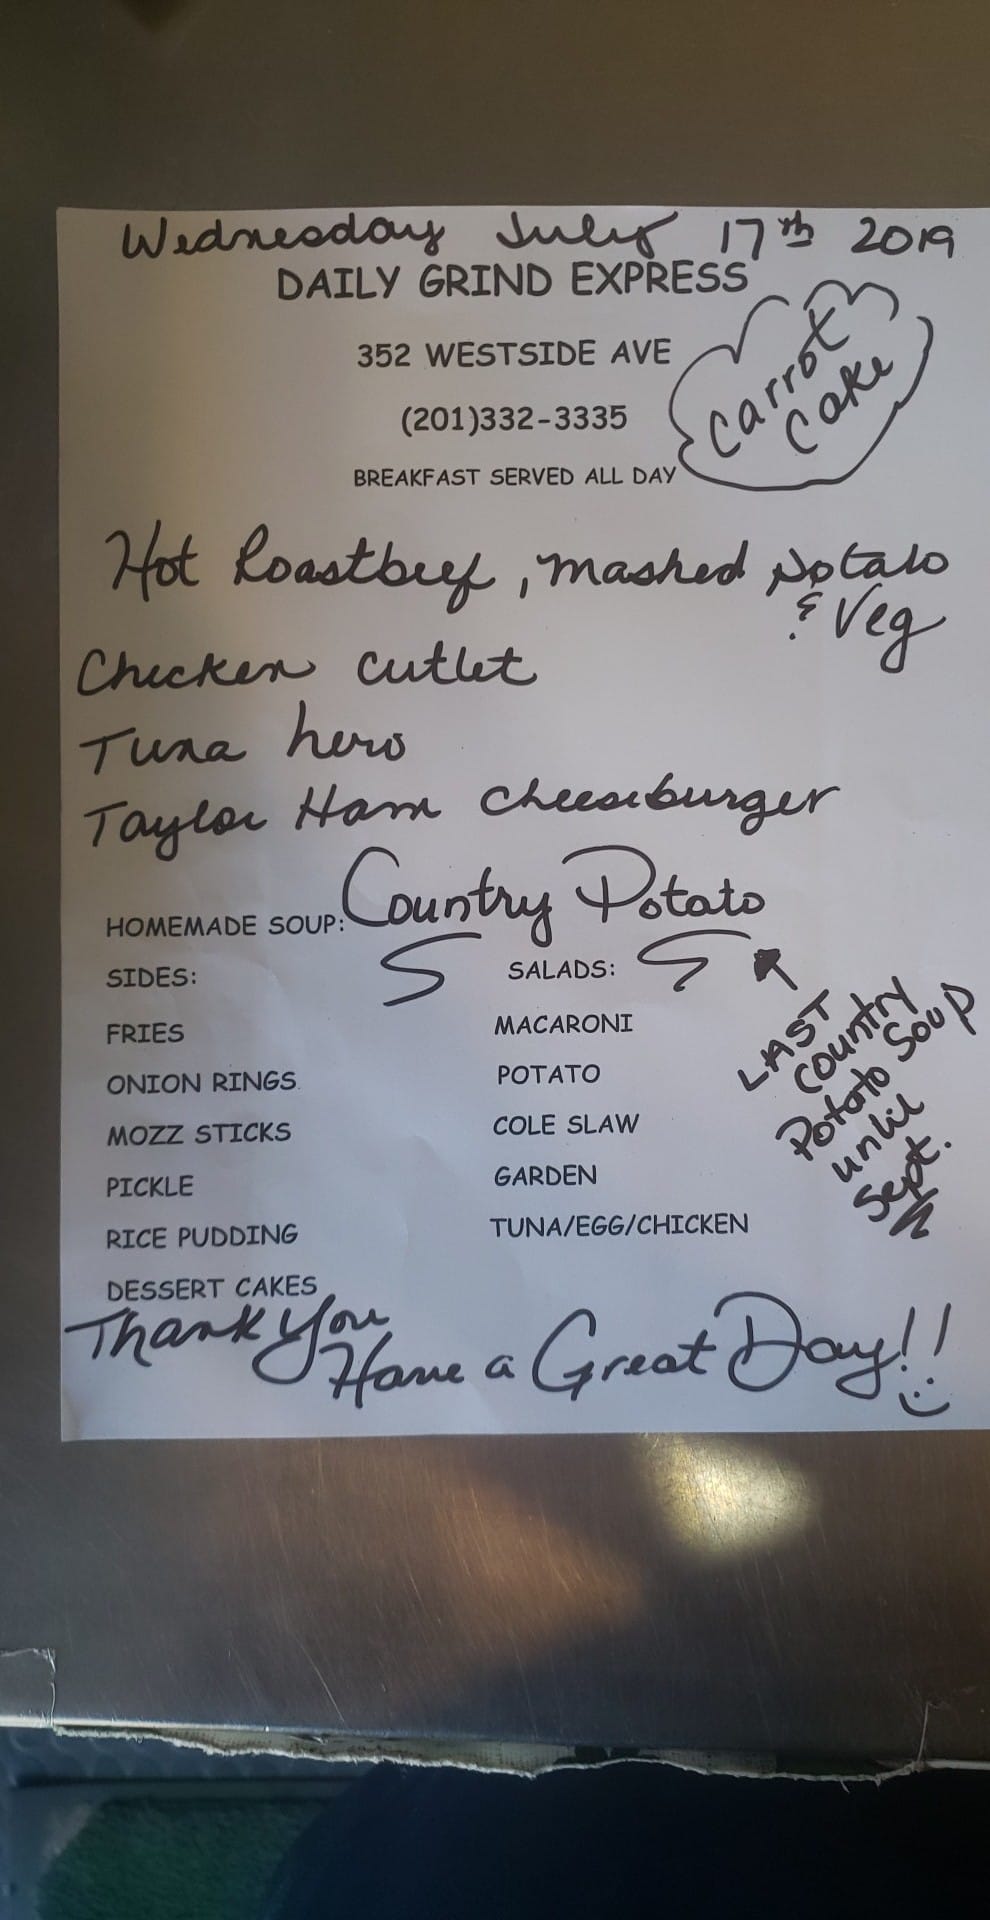 Wednesday July 17th 2019
DAILY GRIND EXPRESS
352 WESTSIDE AVE
(201)332-3335
BREAKFAST SERVED ALL DAY
Carrot
Cake
Hot Roastbeef, mashed potato
& Veg
Chicken cutlet
Tuna hero
Taylor Ham cheeseburger
HOMEMADE SOUP: Country Potato
SIDES:
FRIES
ONION RINGS
MOZZ STICKS
PICKLE
RICE PUDDING
DESSERT CAKES
SALADS:
MACARONI
POTATO
COLE SLAW
GARDEN
TUNA/EGG/CHICKEN
LAST
Country
Potato Soup
until
Sept.
Thank You
Have a Great Day!!